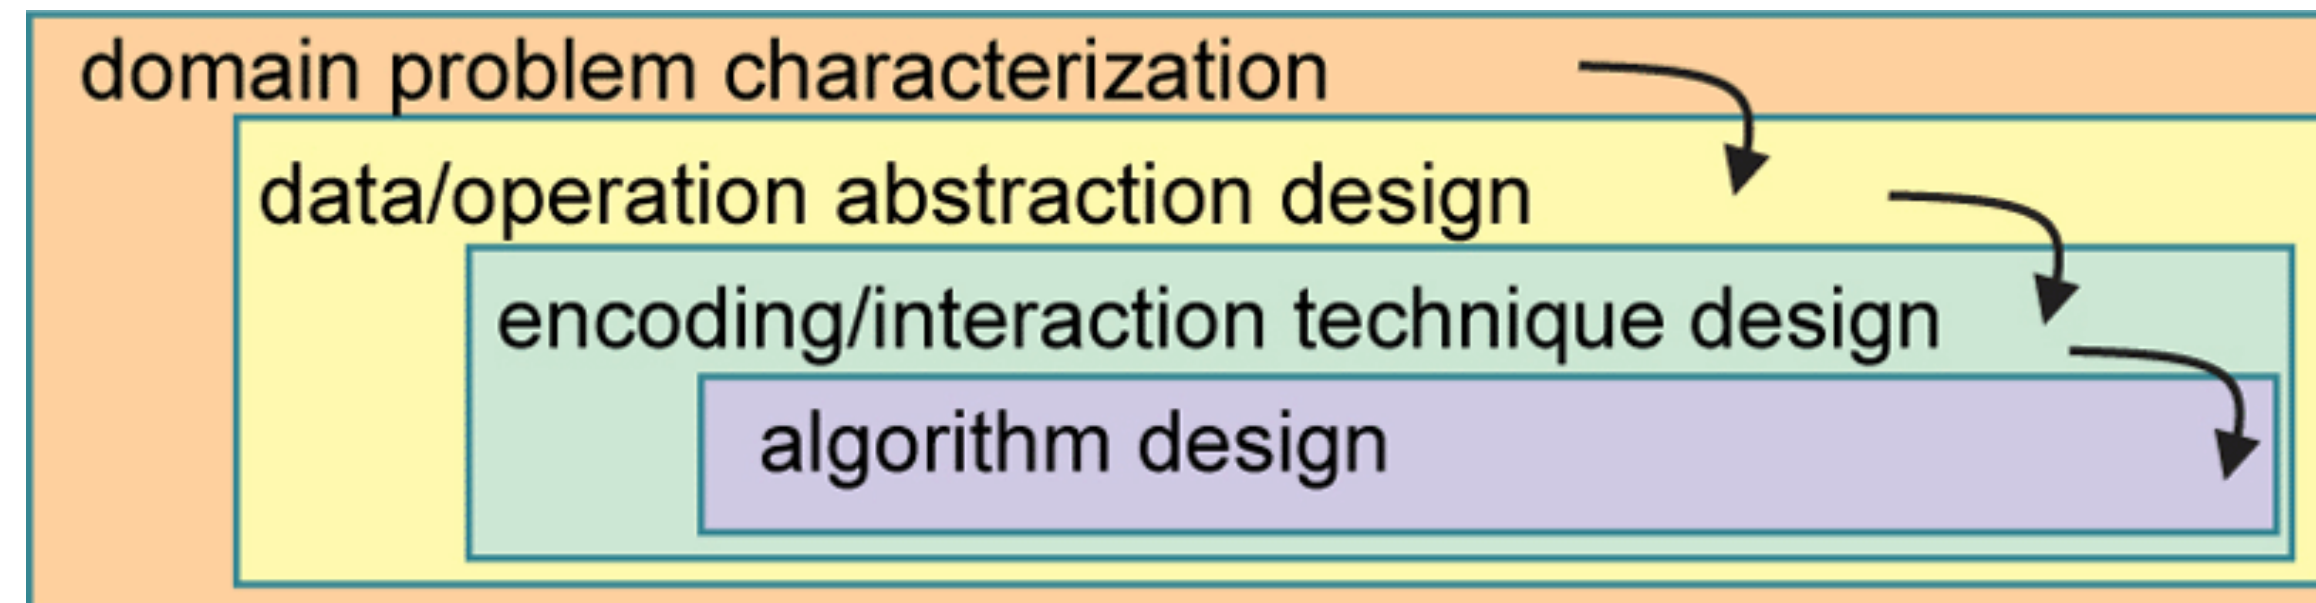 domain problem characterization
data/operation abstraction design
encoding/interaction technique design
algorithm design